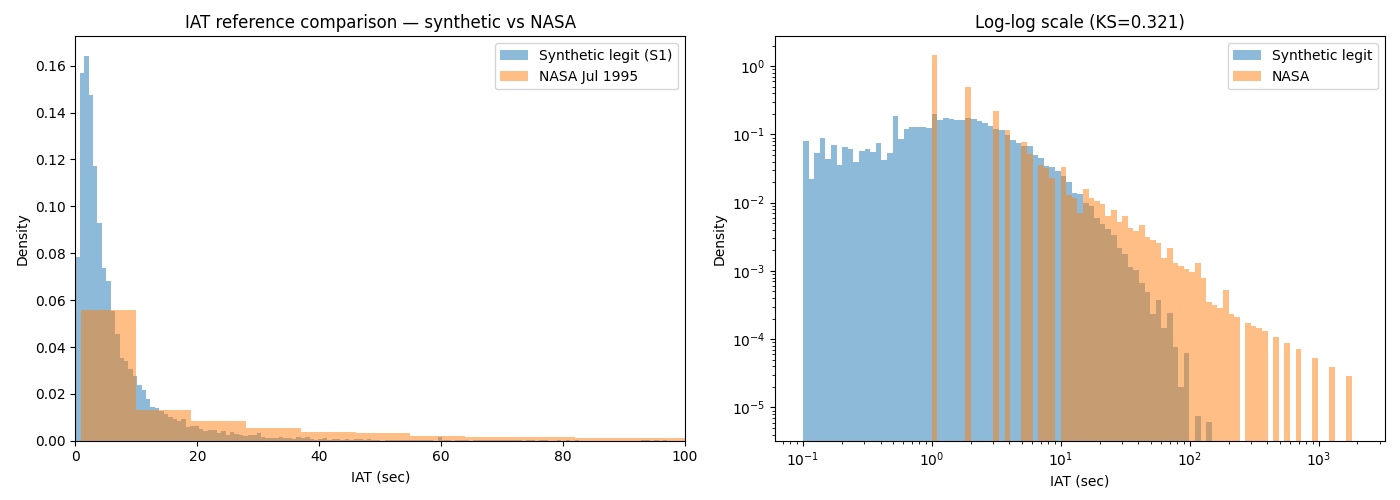 IAT reference comparison — synthetic vs NASA
Synthetic legit (S1)
NASA Jul 1995
Density
0.16
0.14
0.12
0.10
0.08
0.06
0.04
0.02
0.00
0 20 40 60 80 100
IAT (sec)
Log-log scale (KS=0.321)
Synthetic legit
NASA
Density
10⁰
10⁻¹
10⁻²
10⁻³
10⁻⁴
10⁻⁵
10⁻¹ 10⁰ 10¹ 10² 10³
IAT (sec)